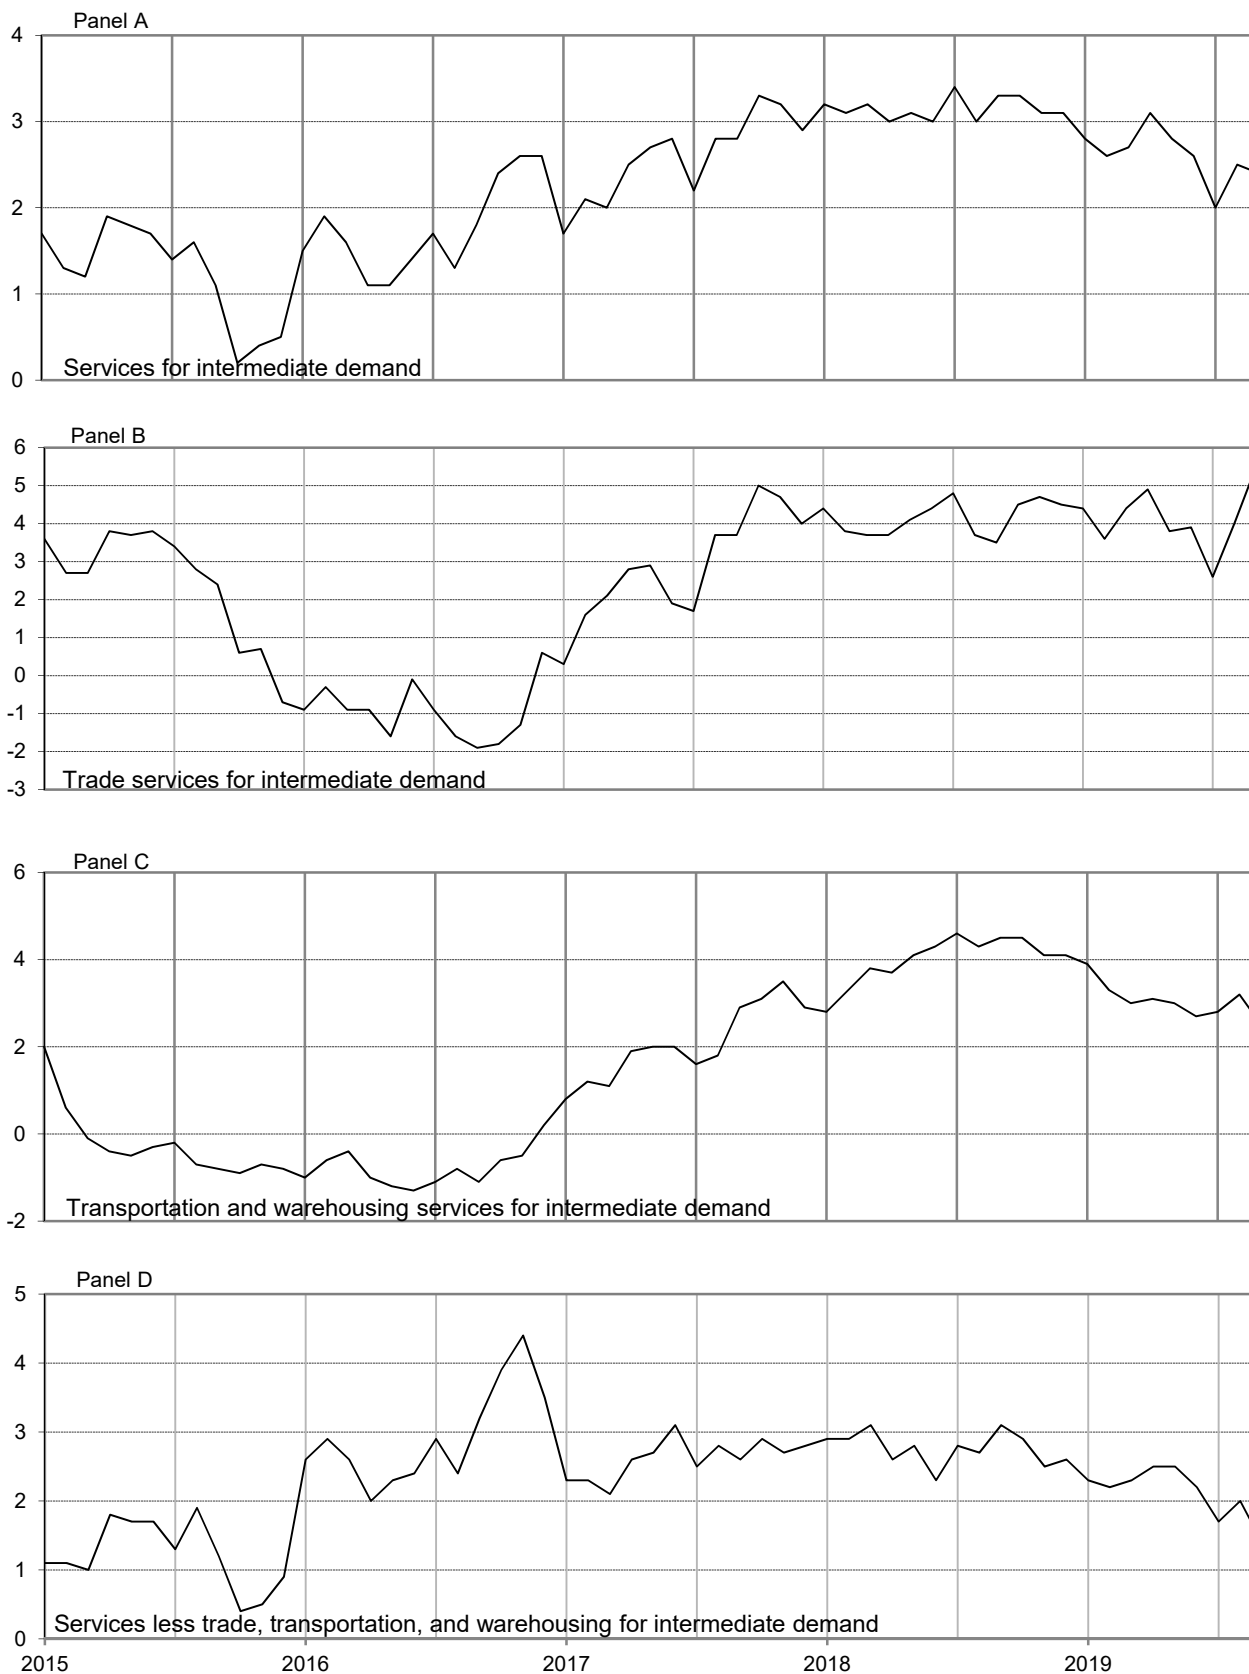 Panel A
4
3
2
1
0
Services for intermediate demand
Panel B
6
5
4
3
2
1
0
-1
-2
-3
Trade services for intermediate demand
Panel C
6
4
2
0
-2
Transportation and warehousing services for intermediate demand
Panel D
5
4
3
2
1
0
Services less trade, transportation, and warehousing for intermediate demand
2015 2016 2017 2018 2019